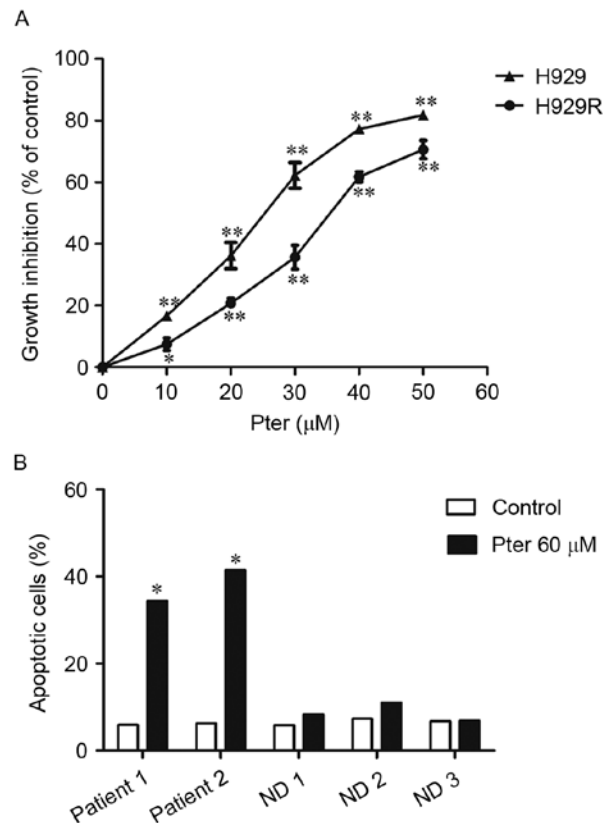 A
Growth inhibition (% of control)
100
80
60
40
20
0
H929
H929R
**
**
**
**
**
**
**
**
**
*
0 10 20 30 40 50 60
Pter (μM)
B
Apoptotic cells (%)
60
40
20
0
Control
Pter 60 μM
*
*
Patient 1
Patient 2
ND 1
ND 2
ND 3